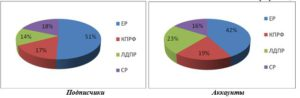 18%
14%
17%
51%
ЕР
КПРФ
ЛДПР
СР
Подписчики
16%
23%
19%
42%
ЕР
КПРФ
ЛДПР
СР
Аккаунты